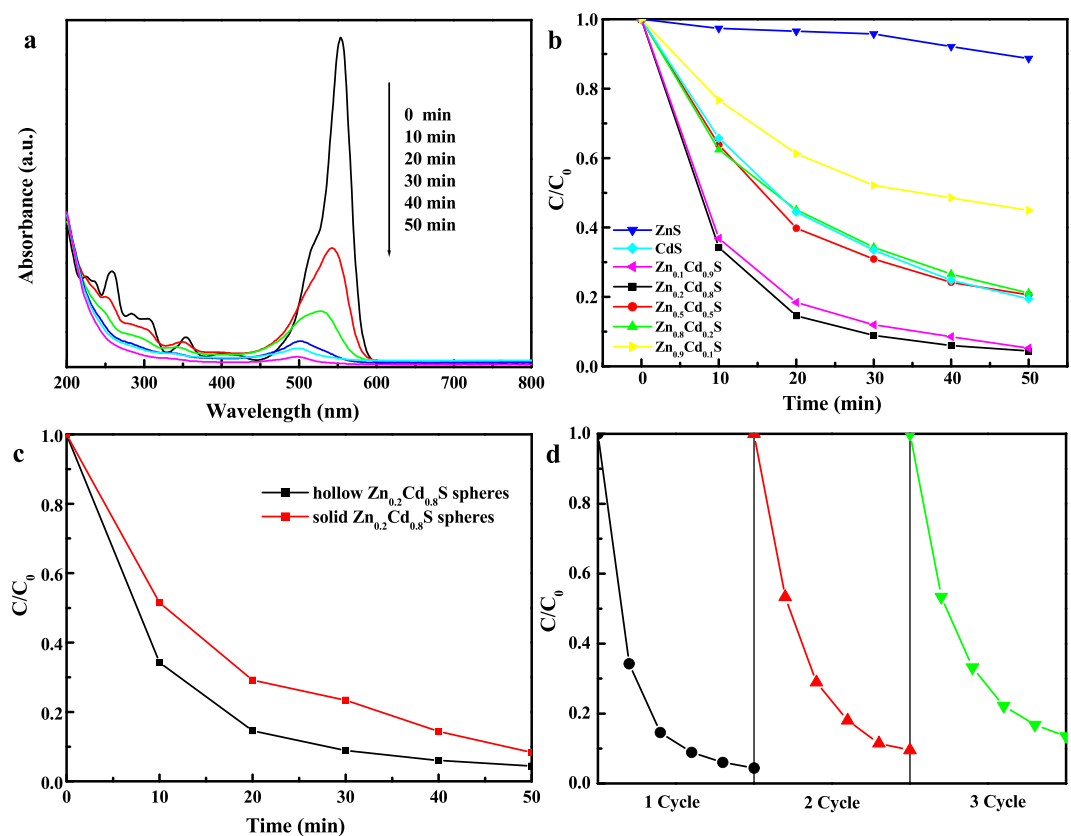 a
0 min
10 min
20 min
30 min
40 min
50 min
Absorbance (a.u.)
200 300 400 500 600 700 800
Wavelength (nm)
b
1.0
0.8
0.6
0.4
0.2
0.0
C/C0
ZnS
CdS
Zn0.1Cd0.9S
Zn0.2Cd0.8S
Zn0.5Cd0.5S
Zn0.8Cd0.2S
Zn0.9Cd0.1S
0 10 20 30 40 50
Time (min)
c
1.0
0.8
0.6
0.4
0.2
0.0
C/C0
hollow Zn0.2Cd0.8S spheres
solid Zn0.2Cd0.8S spheres
0 10 20 30 40 50
Time (min)
d
1.0
0.8
0.6
0.4
0.2
0.0
C/C0
1 Cycle 2 Cycle 3 Cycle